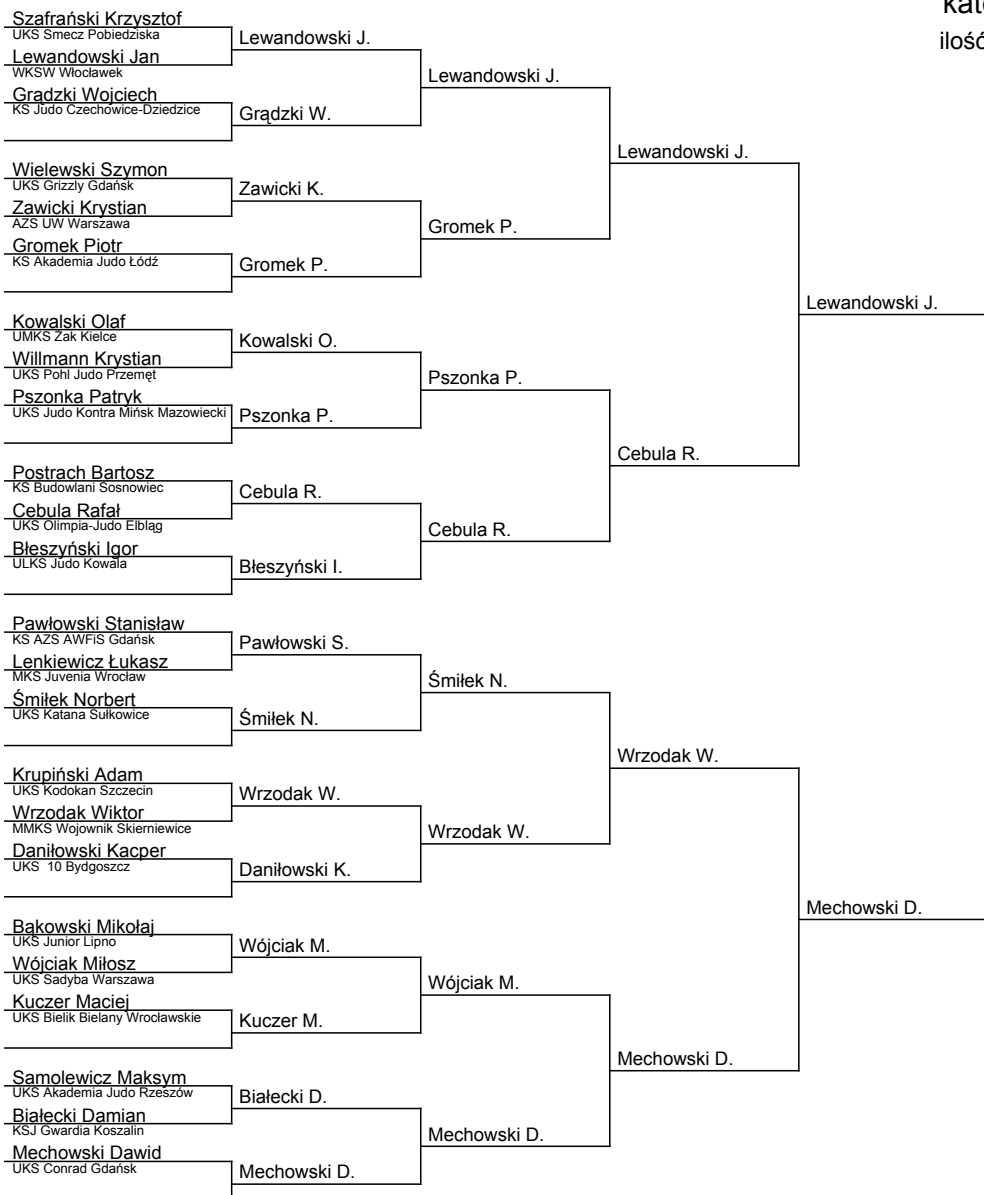 kat
ilość
Szafrański Krzysztof
UKS Smecz Pobiedziska
Lewandowski Jan
WKSW Włocławek
Grądzki Wojciech
KS Judo Czechowice-Dziedzice
Wielewski Szymon
UKS Grizzly Gdańsk
Zawicki Krystian
AZS UW Warszawa
Gromek Piotr
KS Akademia Judo Łódź
Kowalski Olaf
UMKS Żak Kielce
Willmann Krystian
UKS Pohl Judo Przemęt
Pszonka Patryk
UKS Judo Kontra Mińsk Mazowiecki
Postrach Bartosz
KS Budowlani Sosnowiec
Cebula Rafał
UKS Olimpia-Judo Elbląg
Błeszyński Igor
ULKS Judo Kowala
Pawłowski Stanisław
KS AZS AWFiS Gdańsk
Lenkiewicz Łukasz
MKS Juvenia Wrocław
Śmiłek Norbert
UKS Katana Sułkowice
Krupiński Adam
UKS Kodokan Szczecin
Wrzodak Wiktor
MMKS Wojownik Skierniewice
Daniłowski Kacper
UKS 10 Bydgoszcz
Bąkowski Mikołaj
UKS Junior Lipno
Wójciak Miłosz
UKS Sadyba Warszawa
Kuczer Maciej
UKS Bielik Bielany Wrocławskie
Samolewicz Maksym
UKS Akademia Judo Rzeszów
Białecki Damian
KSJ Gwardia Koszalin
Mechowski Dawid
UKS Conrad Gdańsk
Lewandowski J.
Grądzki W.
Zawicki K.
Gromek P.
Kowalski O.
Pszonka P.
Cebula R.
Błeszyński I.
Pawłowski S.
Śmiłek N.
Wrzodak W.
Daniłowski K.
Wójciak M.
Kuczer M.
Białecki D.
Mechowski D.
Lewandowski J.
Gromek P.
Pszonka P.
Cebula R.
Śmiłek N.
Wrzodak W.
Wójciak M.
Mechowski D.
Lewandowski J.
Cebula R.
Wrzodak W.
Mechowski D.
Lewandowski J.
Mechowski D.